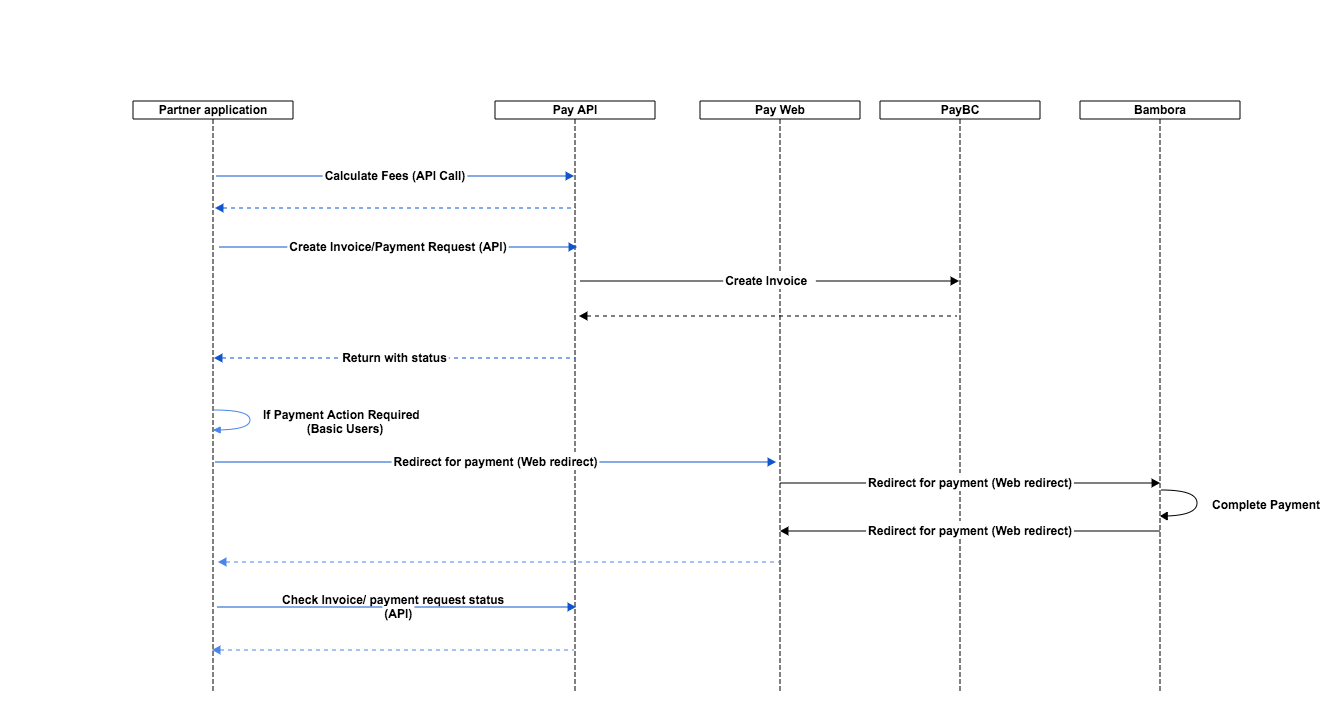 Partner application
Pay API
Pay Web
PayBC
Bambora
Calculate Fees (API Call)
Create Invoice/Payment Request (API)
Create Invoice
Return with status
If Payment Action Required
(Basic Users)
Redirect for payment (Web redirect)
Redirect for payment (Web redirect)
Complete Payment
Redirect for payment (Web redirect)
Check Invoice/ payment request status
(API)